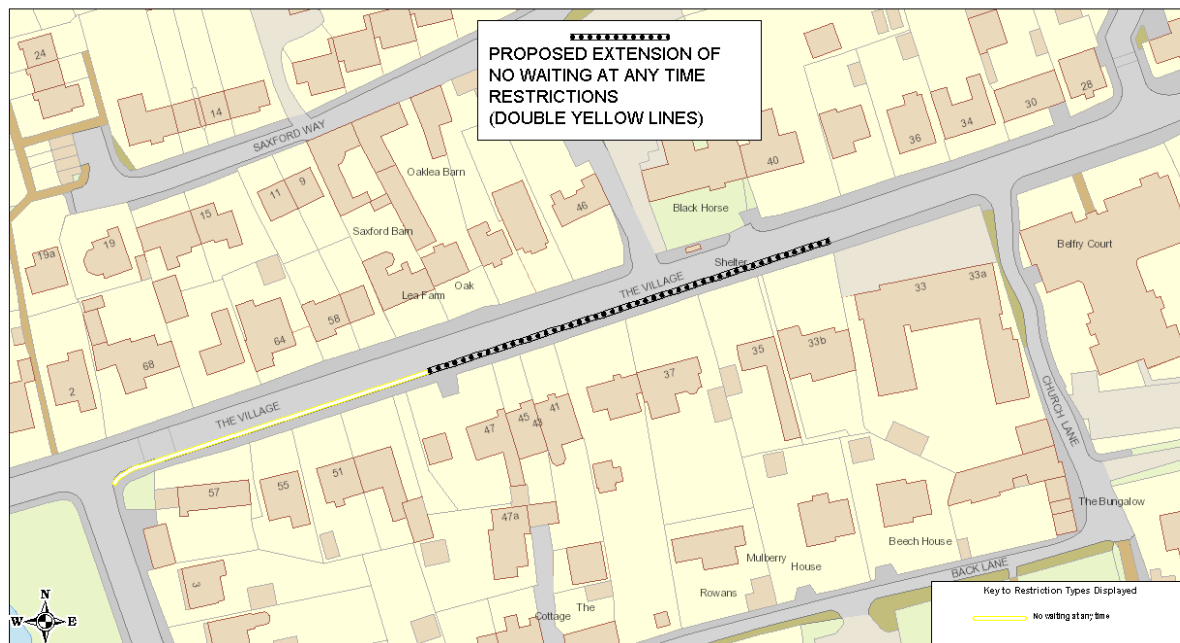 PROPOSED EXTENSION OF
NO WAITING AT ANY TIME
RESTRICTIONS
(DOUBLE YELLOW LINES)
24
14
SAXFORD WAY
28
30
34
36
40
Oaklea Barn
9
11
46
Black Horse
15
19
19a
Saxford Barn
Belfry Court
Shelter
THE VILLAGE
Oak
Lea Farm
33a
33
58
64
68
2
35
33b
37
THE VILLAGE
41
43
45
47
CHURCH LANE
51
55
57
47a
The Bungalow
Beech House
Mulberry
House
BACK LANE
3
Rowans
The
Cottage
N
W
E
S
Key to Restriction Types Displayed
No waiting at any time